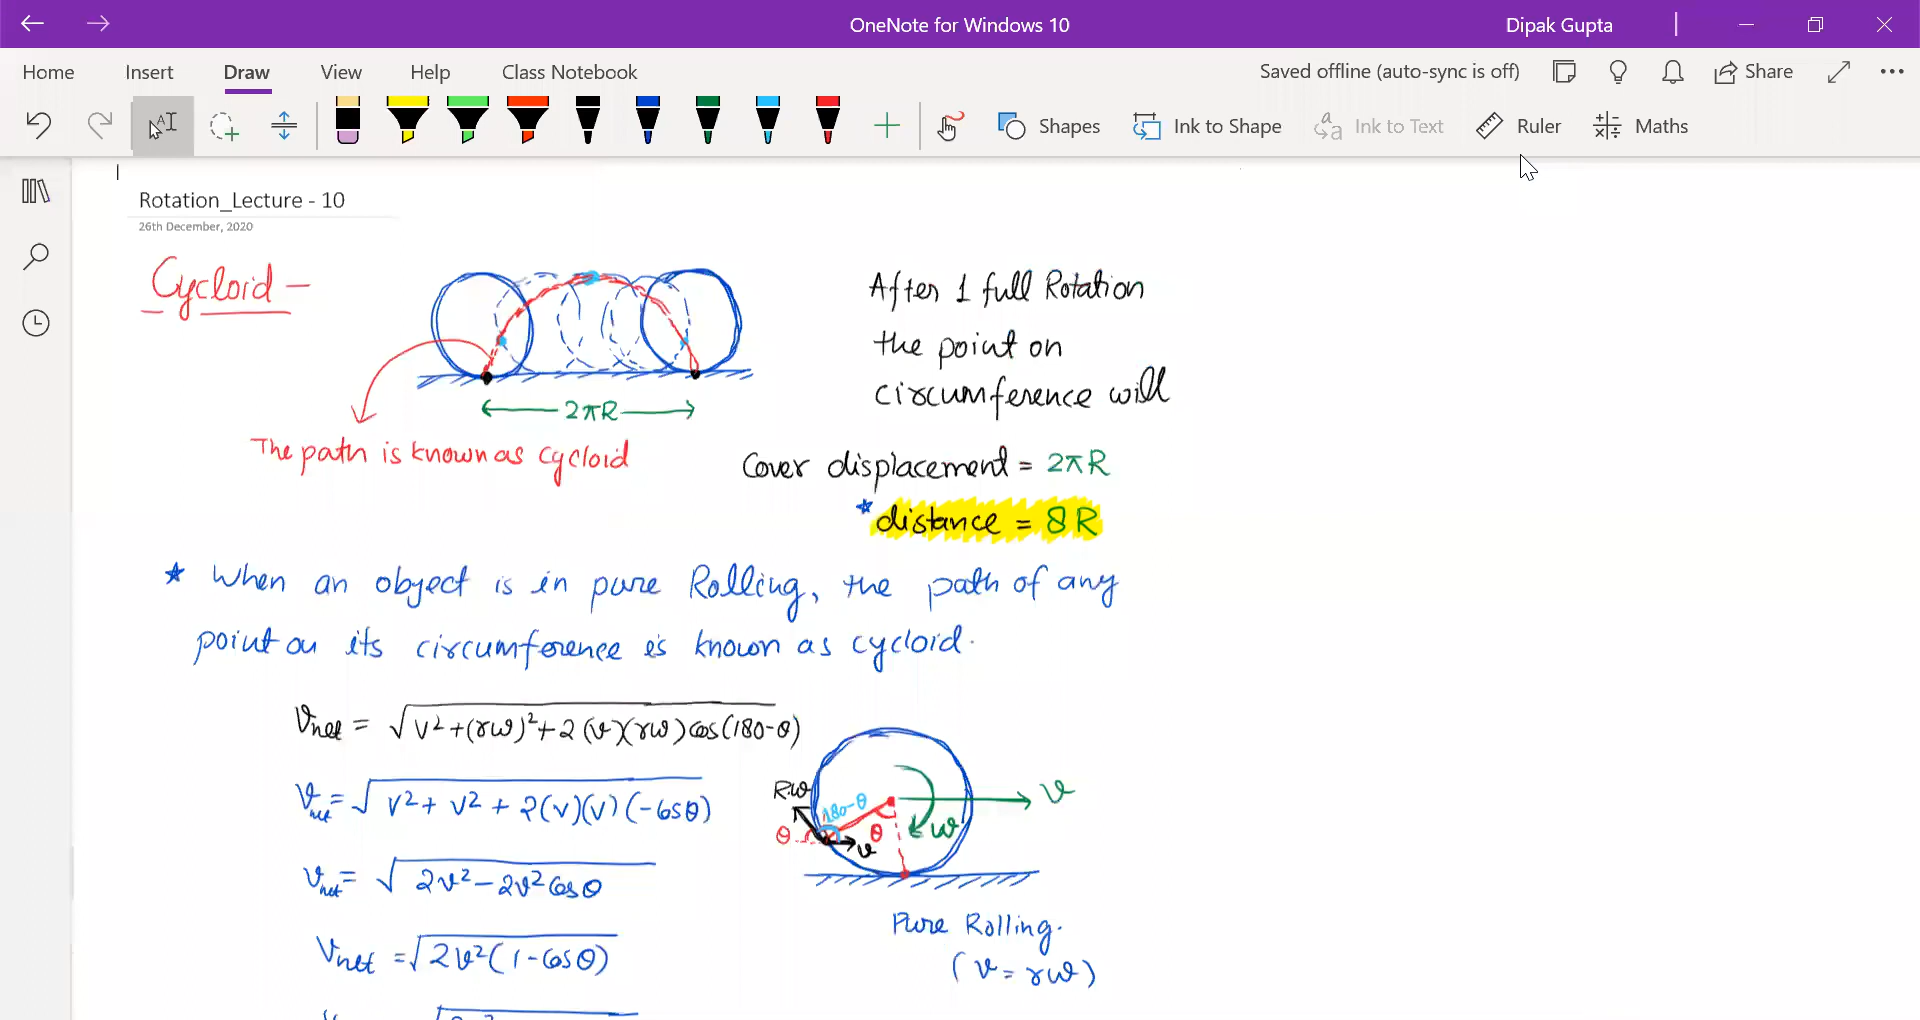 OneNote for Windows 10
Dipak Gupta
Home Insert Draw View Help Class Notebook
Saved offline (auto-sync is off) Share
Shapes Ink to Shape Ink to Text Ruler Maths
Rotation_Lecture - 10
26th December, 2020
Cycloid -
2πR
The path is known as cycloid
After 1 full Rotation
the point on
circumference will
Cover displacement = 2πR
* distance = 8R
* When an object is in pure Rolling, the path of any
point on its circumference is known as cycloid.
Vnet = √V²+(rω)²+2(v)(rω)cos(180-θ)
Vnet = √V²+V²+2(v)(v)(-cosθ)
Vnet = √2v²-2v²cosθ
Vnet = √2v²(1-cosθ)
Rω
180-θ
θ
θ
v
ω
v
Pure Rolling.
(v = rω)